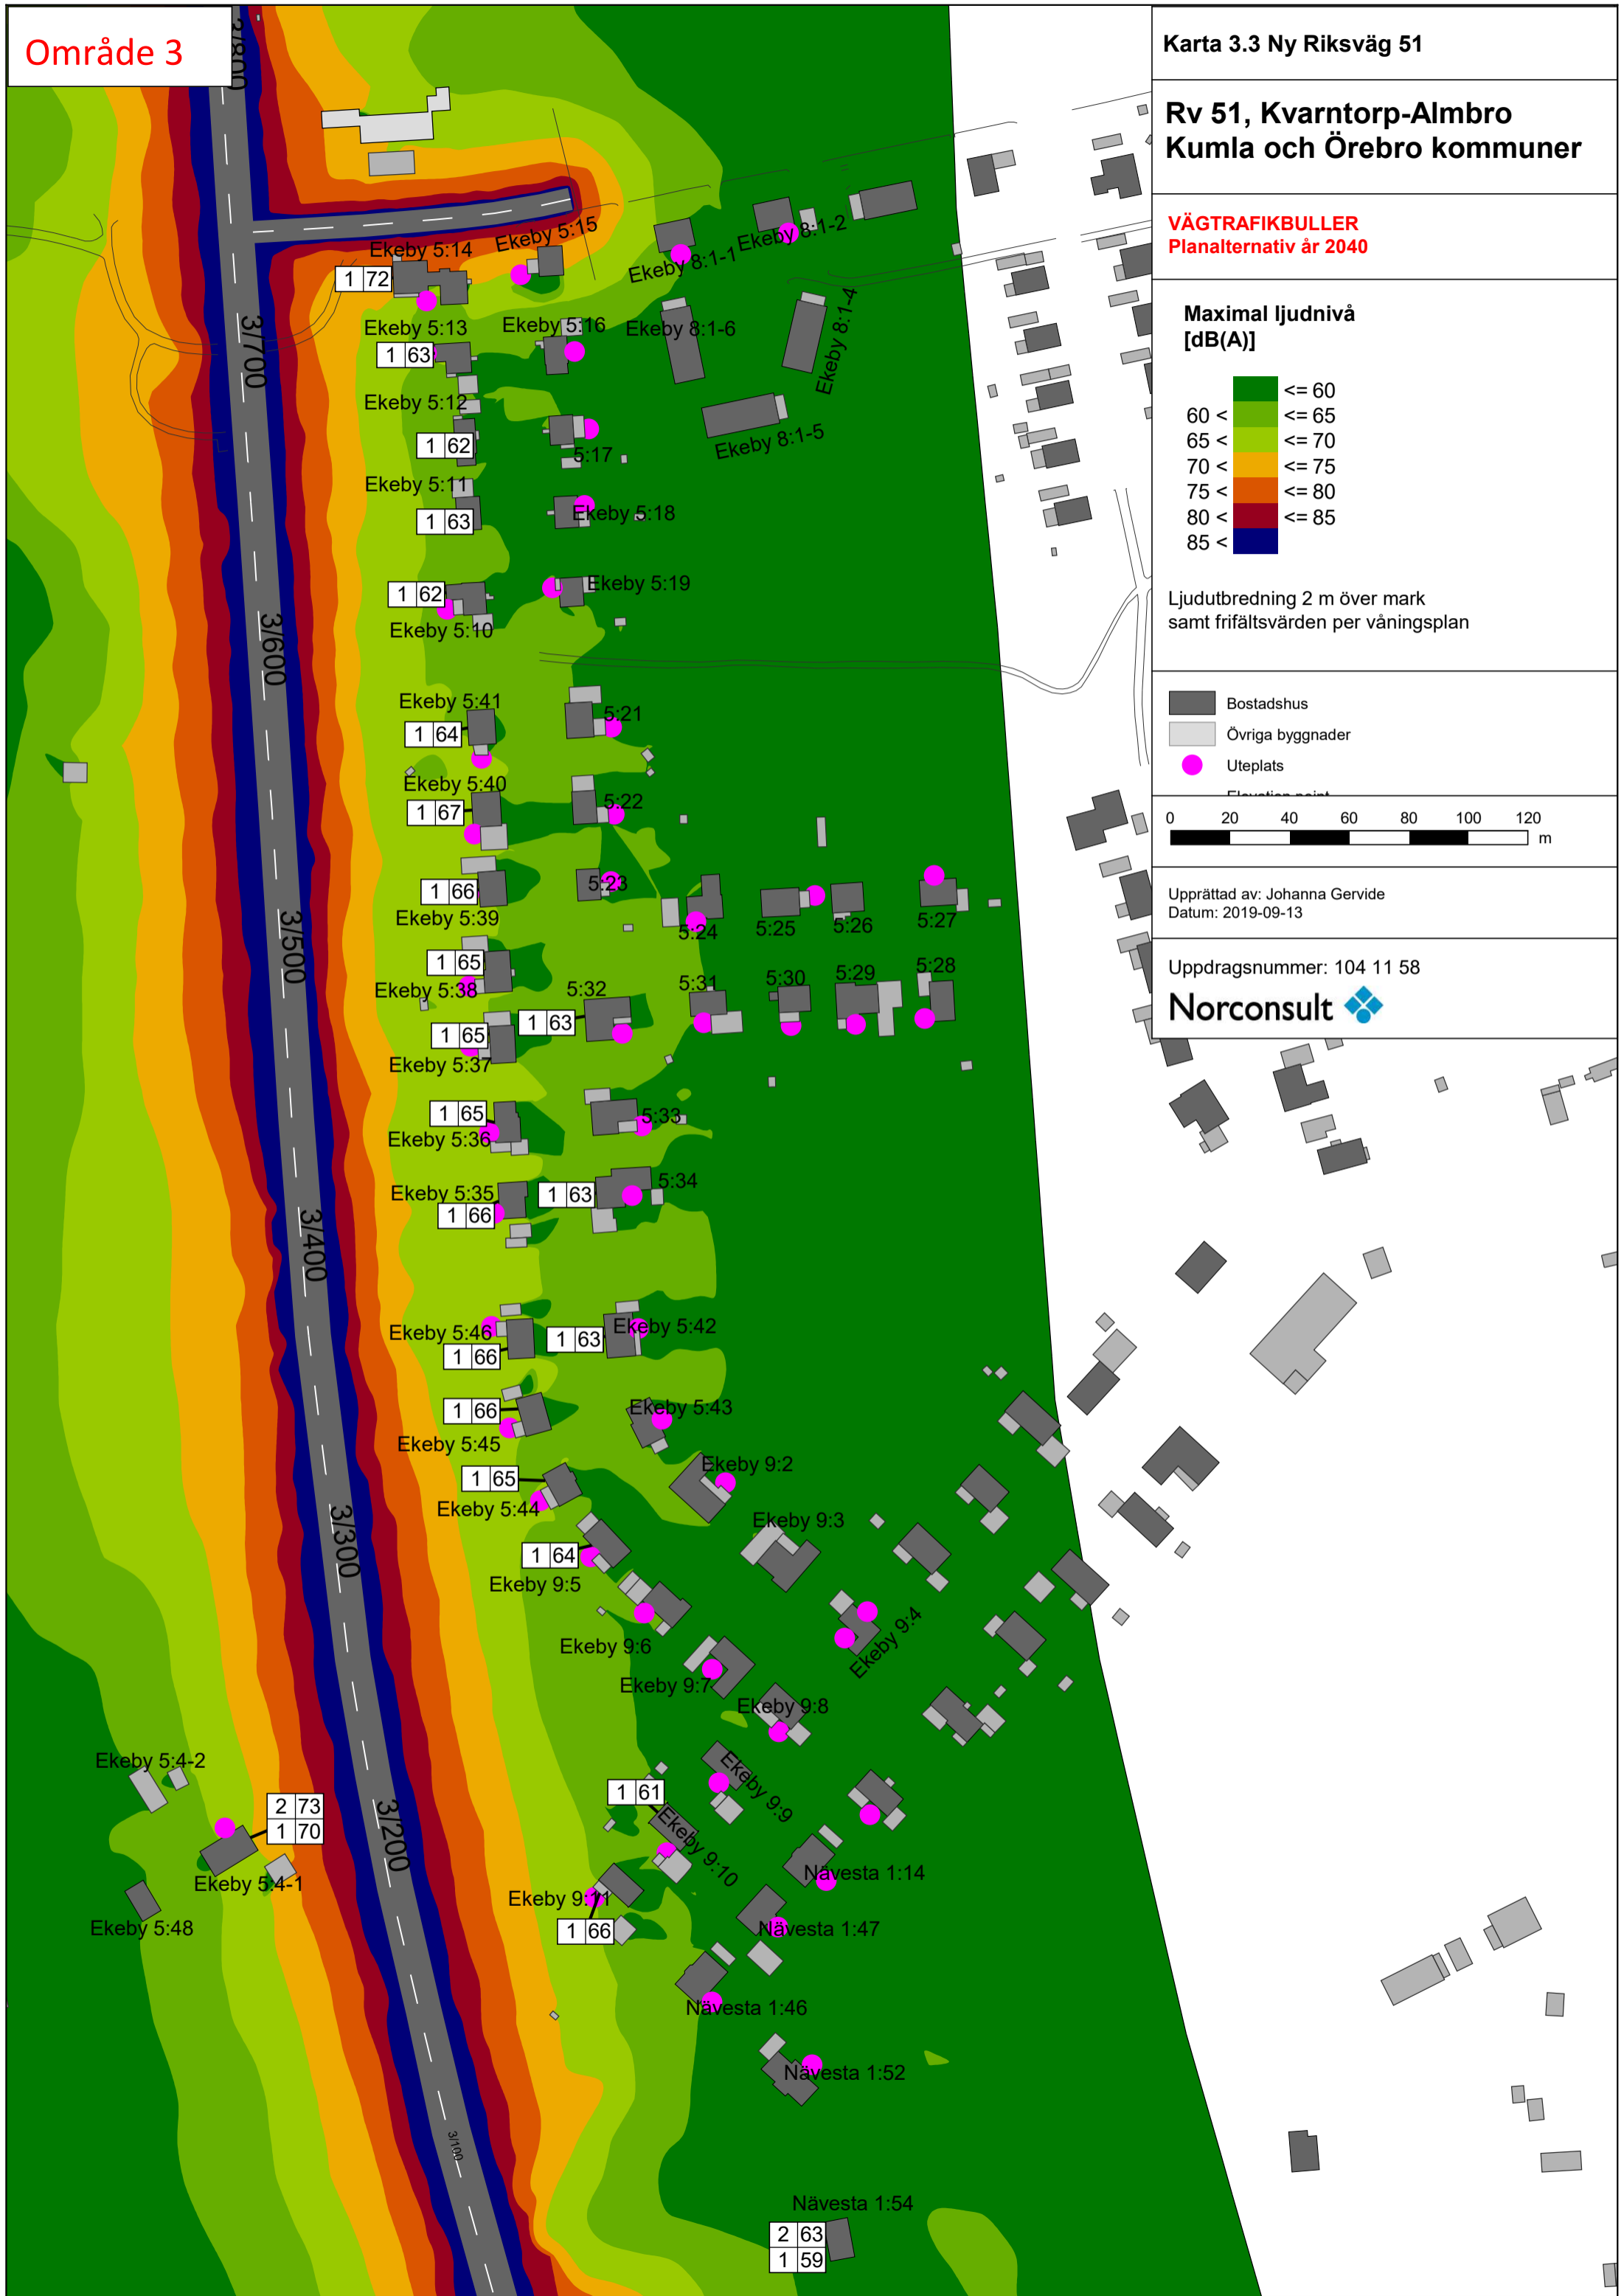 Område 3
Karta 3.3 Ny Riksväg 51
Rv 51, Kvarntorp-Almbro
Kumla och Örebro kommuner
VÄGTRAFIKBULLER
Planalternativ år 2040
Maximal ljudnivå
[dB(A)]
<= 60
60 < <= 65
65 < <= 70
70 < <= 75
75 < <= 80
80 < <= 85
85 <
Ljudutbredning 2 m över mark
samt frifältsvärden per våningsplan
Bostadshus
Övriga byggnader
Uteplats
Elevation point
0 20 40 60 80 100 120
m
Upprättad av: Johanna Gervide
Datum: 2019-09-13
Uppdragsnummer: 104 11 58
Norconsult
3/800
Ekeby 5:14
Ekeby 5:15
Ekeby 8:1-1
Ekeby 8:1-2
1 72
Ekeby 5:13
Ekeby 5:16
Ekeby 8:1-6
Ekeby 8:1-4
3/700
1 63
Ekeby 5:12
1 62
5:17
Ekeby 8:1-5
Ekeby 5:11
1 63
Ekeby 5:18
1 62
Ekeby 5:19
Ekeby 5:10
3/600
Ekeby 5:41
1 64
5:21
Ekeby 5:40
1 67
5:22
1 66
5:23
Ekeby 5:39
5:24
5:25
5:26
5:27
3/500
1 65
Ekeby 5:38
5:32
5:31
5:30
5:29
5:28
1 63
1 65
Ekeby 5:37
1 65
5:33
Ekeby 5:36
Ekeby 5:35
1 63
5:34
1 66
3/400
Ekeby 5:46
1 63
Ekeby 5:42
1 66
1 66
Ekeby 5:43
Ekeby 5:45
1 65
Ekeby 9:2
Ekeby 5:44
Ekeby 9:3
3/300
1 64
Ekeby 9:5
Ekeby 9:6
Ekeby 9:4
Ekeby 9:7
Ekeby 9:8
Ekeby 5:4-2
2 73
1 70
3/200
1 61
Ekeby 9:9
Ekeby 9:10
Ekeby 5:4-1
Nävesta 1:14
Ekeby 9:11
Ekeby 5:48
1 66
Nävesta 1:47
Nävesta 1:46
Nävesta 1:52
3/100
Nävesta 1:54
2 63
1 59